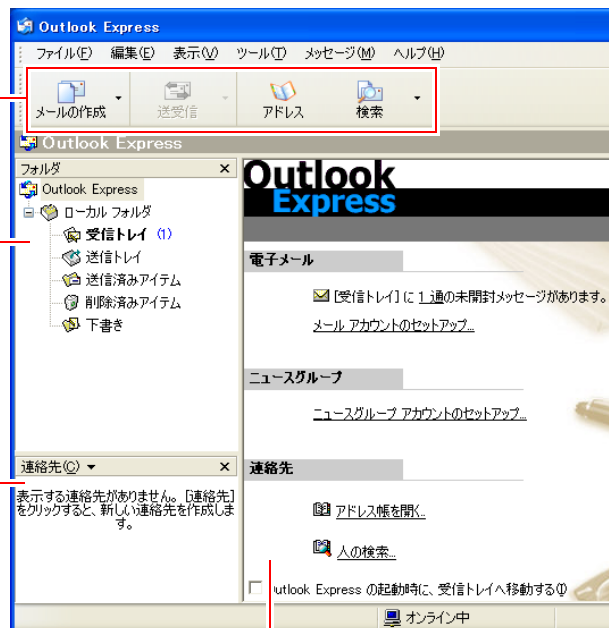 Outlook Express
ファイル(F) 編集(E) 表示(V) ツール(T) メッセージ(M) ヘルプ(H)
メールの作成 送受信 アドレス 検索
Outlook Express
フォルダ ×
Outlook Express
ローカル フォルダ
受信トレイ (1)
送信トレイ
送信済みアイテム
削除済みアイテム
下書き
連絡先(C) ▼ ×
表示する連絡先がありません。[連絡先]
をクリックすると、新しい連絡先を作成しま
す。
Outlook
Express
電子メール
[受信トレイ] に 1 通の未開封メッセージがあります。
メール アカウントのセットアップ...
ニュースグループ
ニュースグループ アカウントのセットアップ...
連絡先
アドレス帳を開く...
人の検索...
utlook Express の起動時に、受信トレイへ移動する(I)
オンライン中